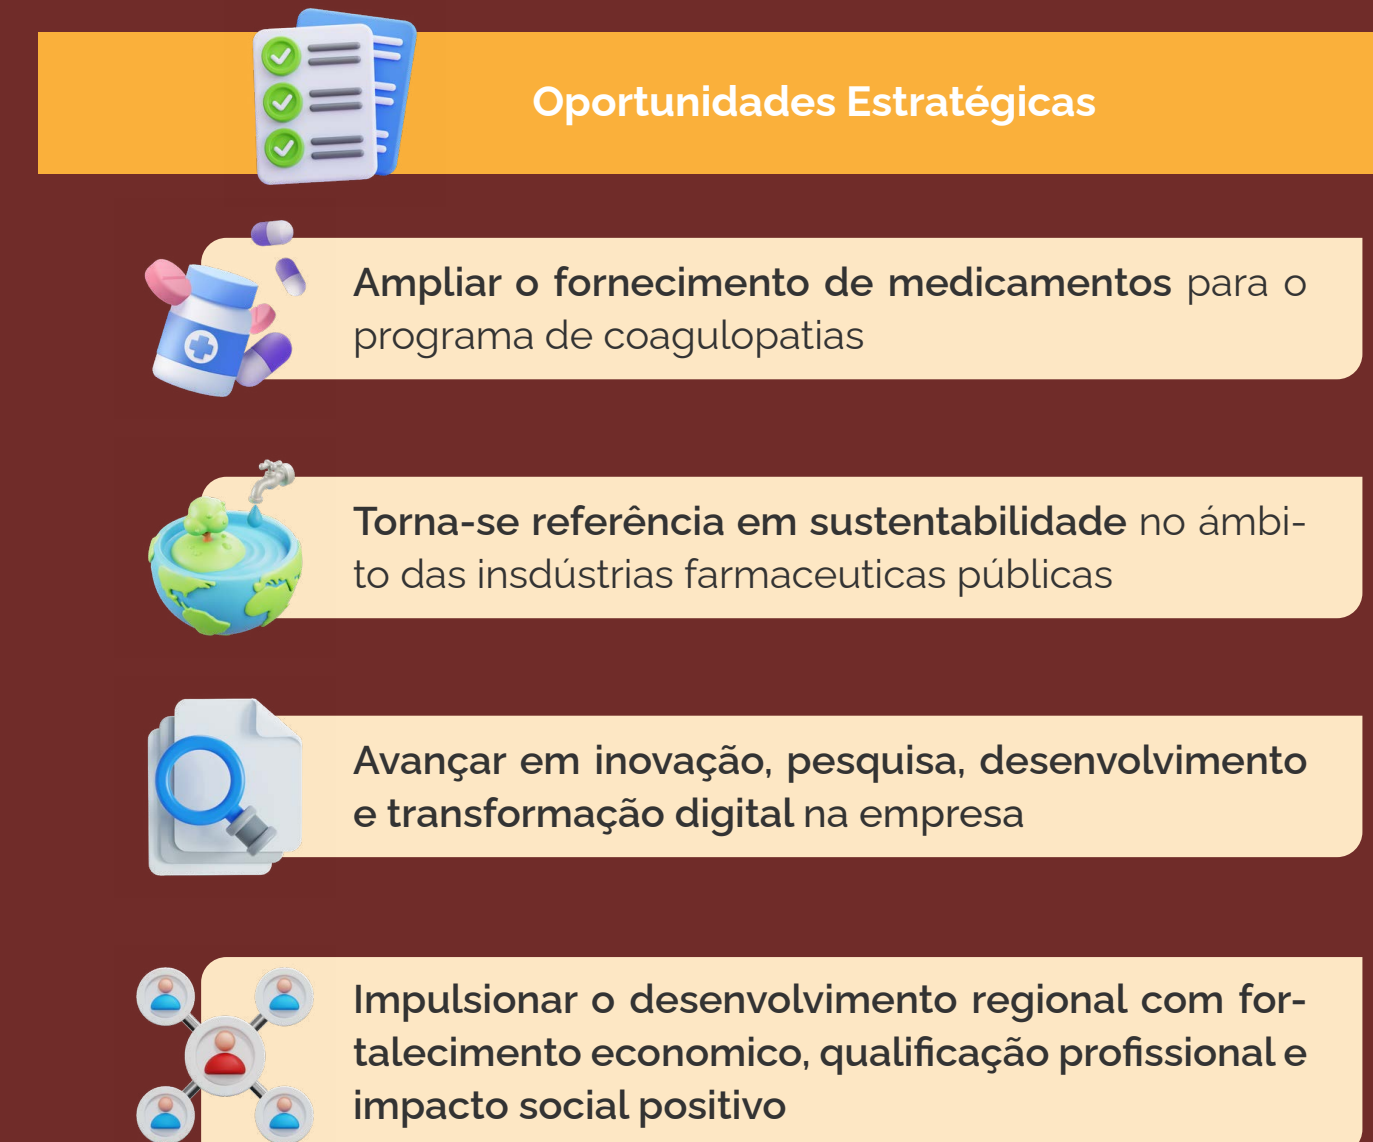 Oportunidades Estratégicas
Ampliar o fornecimento de medicamentos para o
programa de coagulopatias
Torna-se referência em sustentabilidade no ámbi-
to das insdústrias farmaceuticas públicas
Avançar em inovação, pesquisa, desenvolvimento
e transformação digital na empresa
Impulsionar o desenvolvimento regional com for-
talecimento economico, qualificação profissional e
impacto social positivo